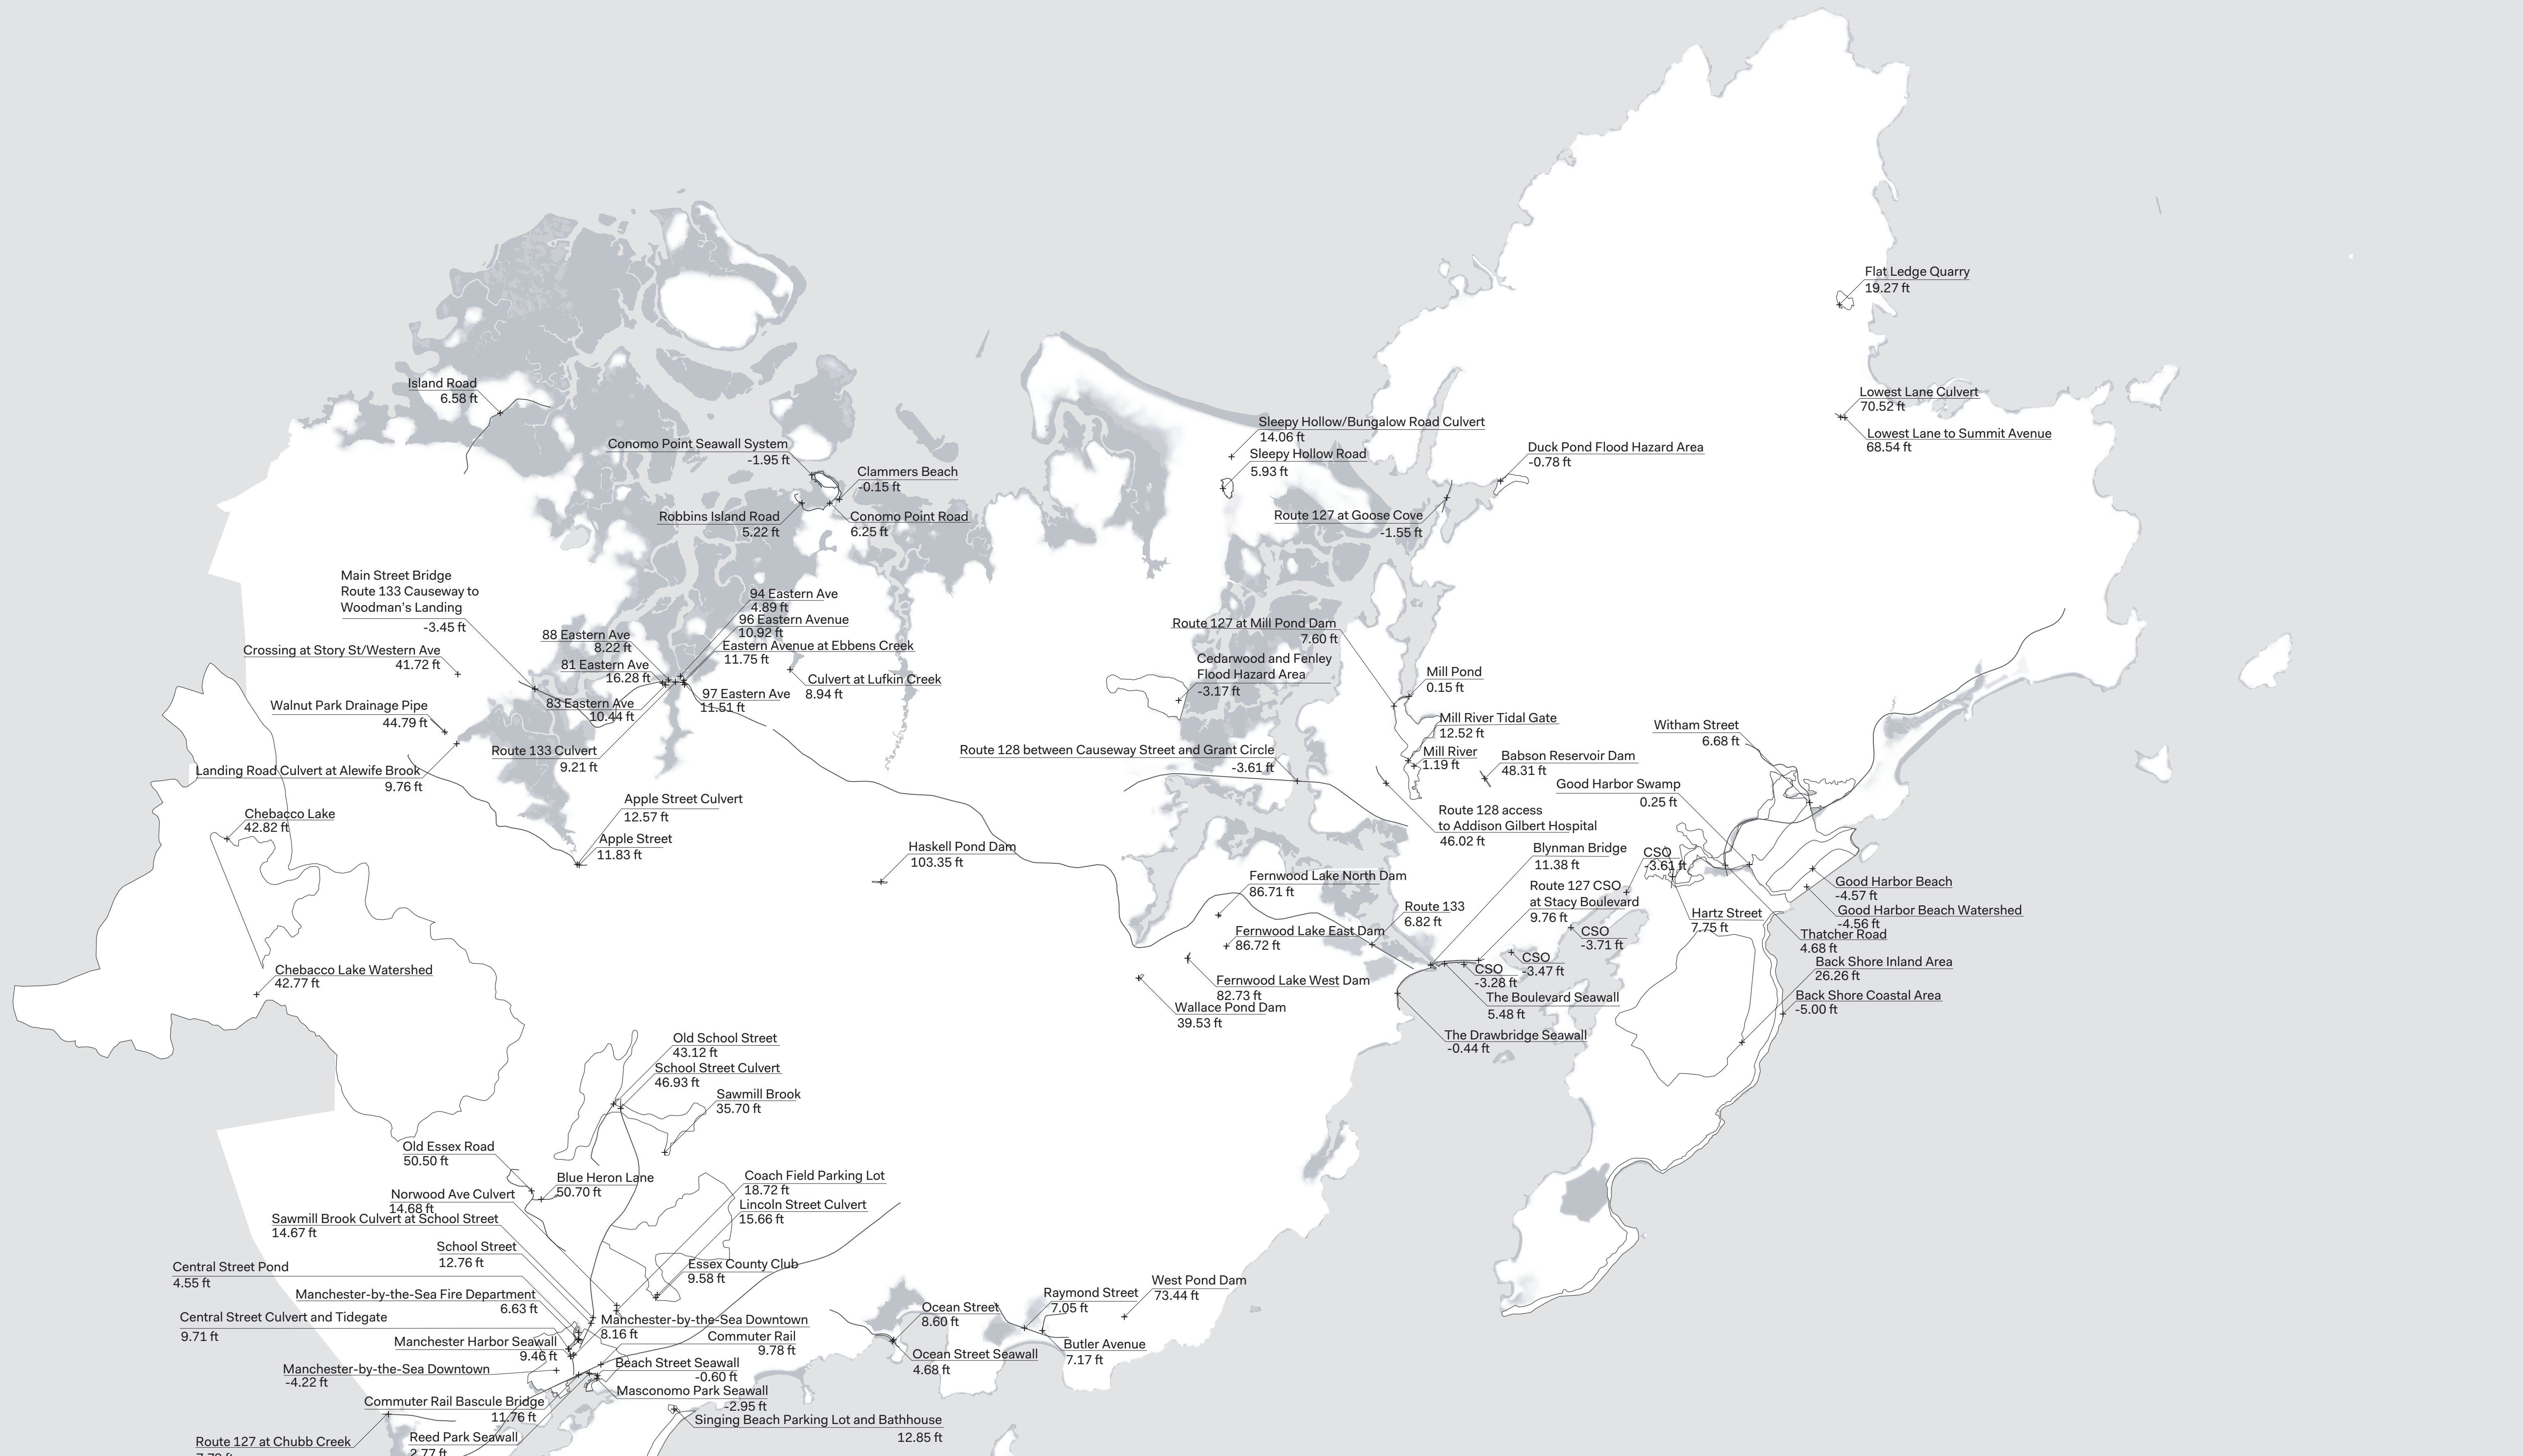 Flat Ledge Quarry
19.27 ft
Island Road
6.58 ft
Lowest Lane Culvert
70.52 ft
Lowest Lane to Summit Avenue
68.54 ft
Sleepy Hollow/Bungalow Road Culvert
14.06 ft
Sleepy Hollow Road
5.93 ft
Duck Pond Flood Hazard Area
-0.78 ft
Conomo Point Seawall System
-1.95 ft
Clammers Beach
-0.15 ft
Robbins Island Road
5.22 ft
Conomo Point Road
6.25 ft
Route 127 at Goose Cove
-1.55 ft
Main Street Bridge
Route 133 Causeway to
Woodman's Landing
-3.45 ft
94 Eastern Ave
4.89 ft
96 Eastern Avenue
10.92 ft
88 Eastern Ave
8.22 ft
Eastern Avenue at Ebbens Creek
11.75 ft
Crossing at Story St/Western Ave
41.72 ft
81 Eastern Ave
16.28 ft
Culvert at Lufkin Creek
8.94 ft
97 Eastern Ave
11.51 ft
83 Eastern Ave
10.44 ft
Walnut Park Drainage Pipe
44.79 ft
Route 133 Culvert
9.21 ft
Landing Road Culvert at Alewife Brook
9.76 ft
Route 127 at Mill Pond Dam
7.60 ft
Cedarwood and Fenley
Flood Hazard Area
-3.17 ft
Mill Pond
0.15 ft
Mill River Tidal Gate
12.52 ft
Mill River
1.19 ft
Babson Reservoir Dam
48.31 ft
Witham Street
6.68 ft
Route 128 between Causeway Street and Grant Circle
-3.61 ft
Good Harbor Swamp
0.25 ft
Apple Street Culvert
12.57 ft
Apple Street
11.83 ft
Chebacco Lake
42.82 ft
Route 128 access
to Addison Gilbert Hospital
46.02 ft
Haskell Pond Dam
103.35 ft
Blynman Bridge
11.38 ft
CSO
-3.61 ft
Fernwood Lake North Dam
86.71 ft
Route 127 CSO
at Stacy Boulevard
9.76 ft
Good Harbor Beach
-4.57 ft
Good Harbor Beach Watershed
-4.56 ft
Route 133
6.82 ft
Hartz Street
7.75 ft
Fernwood Lake East Dam
86.72 ft
CSO
-3.71 ft
Thatcher Road
4.68 ft
CSO
-3.47 ft
CSO
-3.28 ft
Back Shore Inland Area
26.26 ft
Chebacco Lake Watershed
42.77 ft
Fernwood Lake West Dam
82.73 ft
Wallace Pond Dam
39.53 ft
The Boulevard Seawall
5.48 ft
Back Shore Coastal Area
-5.00 ft
The Drawbridge Seawall
-0.44 ft
Old School Street
43.12 ft
School Street Culvert
46.93 ft
Sawmill Brook
35.70 ft
Old Essex Road
50.50 ft
Blue Heron Lane
50.70 ft
Coach Field Parking Lot
18.72 ft
Norwood Ave Culvert
14.68 ft
Lincoln Street Culvert
15.66 ft
Sawmill Brook Culvert at School Street
14.67 ft
School Street
12.76 ft
Essex County Club
9.58 ft
Central Street Pond
4.55 ft
West Pond Dam
73.44 ft
Manchester-by-the-Sea Fire Department
6.63 ft
Raymond Street
7.05 ft
Ocean Street
8.60 ft
Central Street Culvert and Tidegate
9.71 ft
Manchester-by-the-Sea Downtown
8.16 ft
Commuter Rail
9.78 ft
Manchester Harbor Seawall
9.46 ft
Butler Avenue
7.17 ft
Ocean Street Seawall
4.68 ft
Manchester-by-the-Sea Downtown
-4.22 ft
Beach Street Seawall
-0.60 ft
Masconomo Park Seawall
-2.95 ft
Commuter Rail Bascule Bridge
11.76 ft
Singing Beach Parking Lot and Bathhouse
12.85 ft
Reed Park Seawall
2.77 ft
Route 127 at Chubb Creek